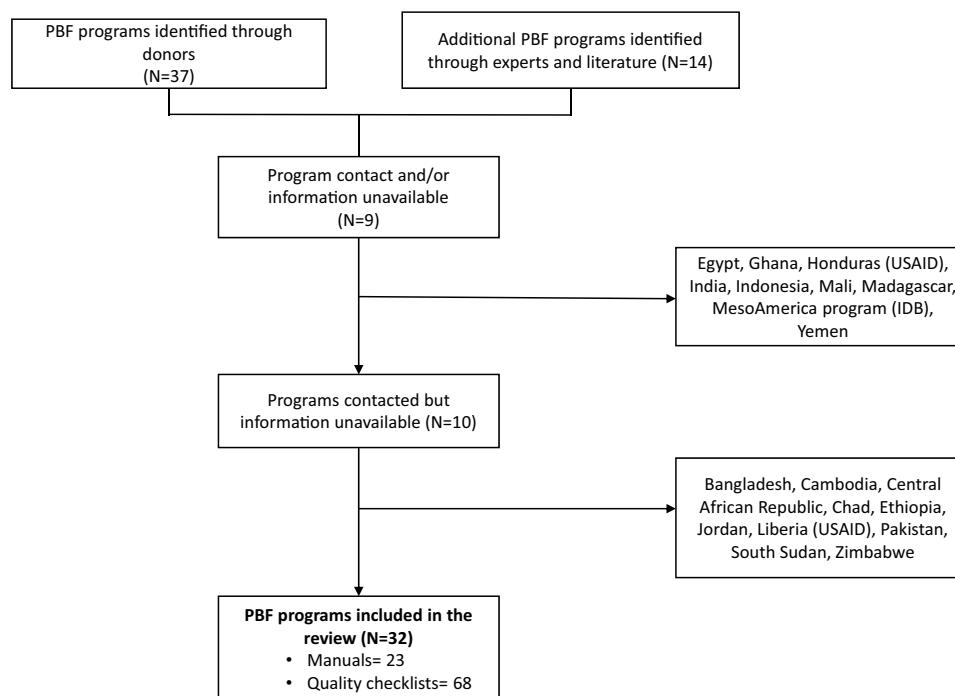 PBF programs identified through
donors
(N=37)
Additional PBF programs identified
through experts and literature (N=14)
Program contact and/or
information unavailable
(N=9)
Egypt, Ghana, Honduras (USAID),
India, Indonesia, Mali, Madagascar,
MesoAmerica program (IDB),
Yemen
Programs contacted but
information unavailable (N=10)
Bangladesh, Cambodia, Central
African Republic, Chad, Ethiopia,
Jordan, Liberia (USAID), Pakistan,
South Sudan, Zimbabwe
PBF programs included in the
review (N=32)
• Manuals= 23
• Quality checklists= 68